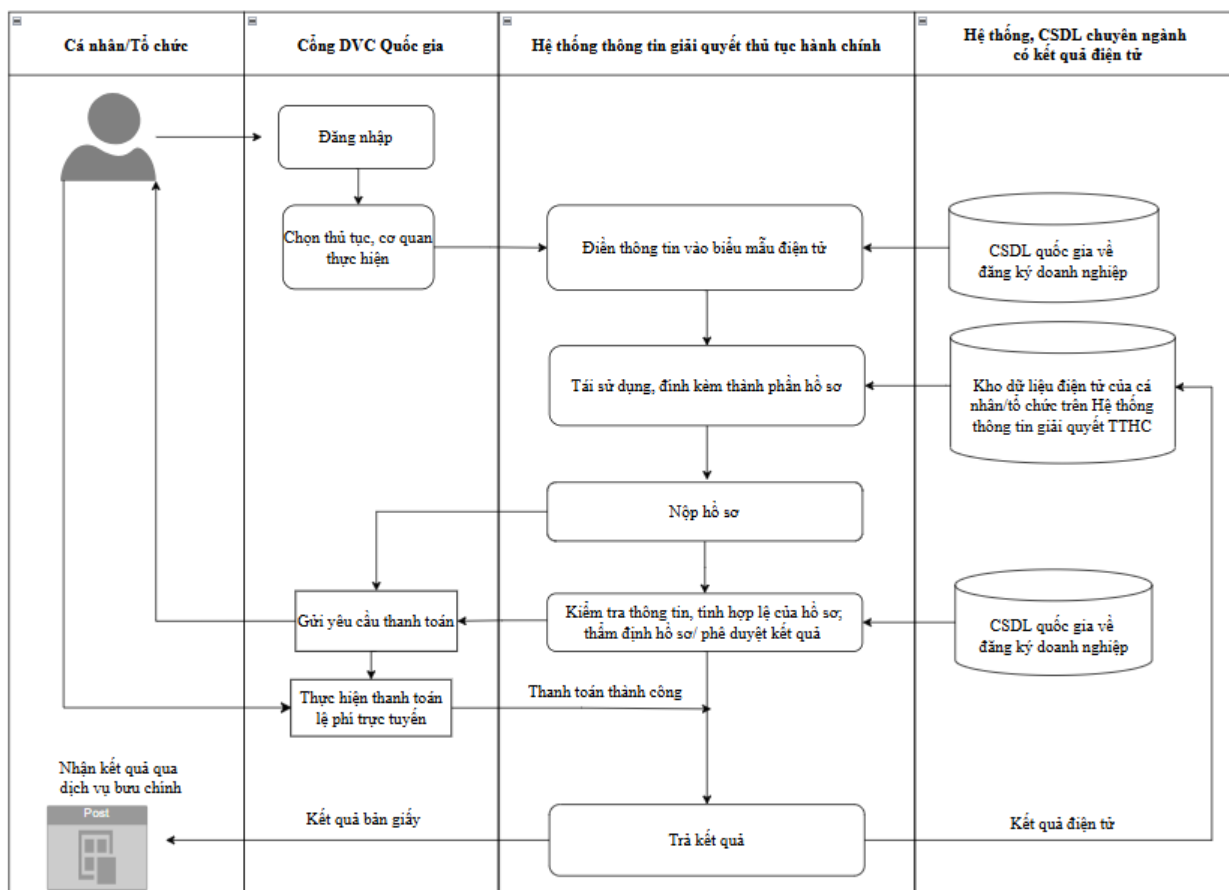 Cá nhân/Tổ chức
Cổng DVC Quốc gia
Hệ thống thông tin giải quyết thủ tục hành chính
Hệ thống, CSDL chuyên ngành
có kết quả điện tử
Đăng nhập
Chọn thủ tục, cơ quan
thực hiện
Điền thông tin vào biểu mẫu điện tử
CSDL quốc gia về
đăng ký doanh nghiệp
Tái sử dụng, đính kèm thành phần hồ sơ
Kho dữ liệu điện tử của cá
nhân/tổ chức trên Hệ thống
thông tin giải quyết TTHC
Nộp hồ sơ
Gửi yêu cầu thanh toán
Kiểm tra thông tin, tính hợp lệ của hồ sơ;
thẩm định hồ sơ/ phê duyệt kết quả
CSDL quốc gia về
đăng ký doanh nghiệp
Thực hiện thanh toán
lệ phí trực tuyến
Thanh toán thành công
Nhận kết quả qua
dịch vụ bưu chính
Post
Kết quả bản giấy
Trả kết quả
Kết quả điện tử